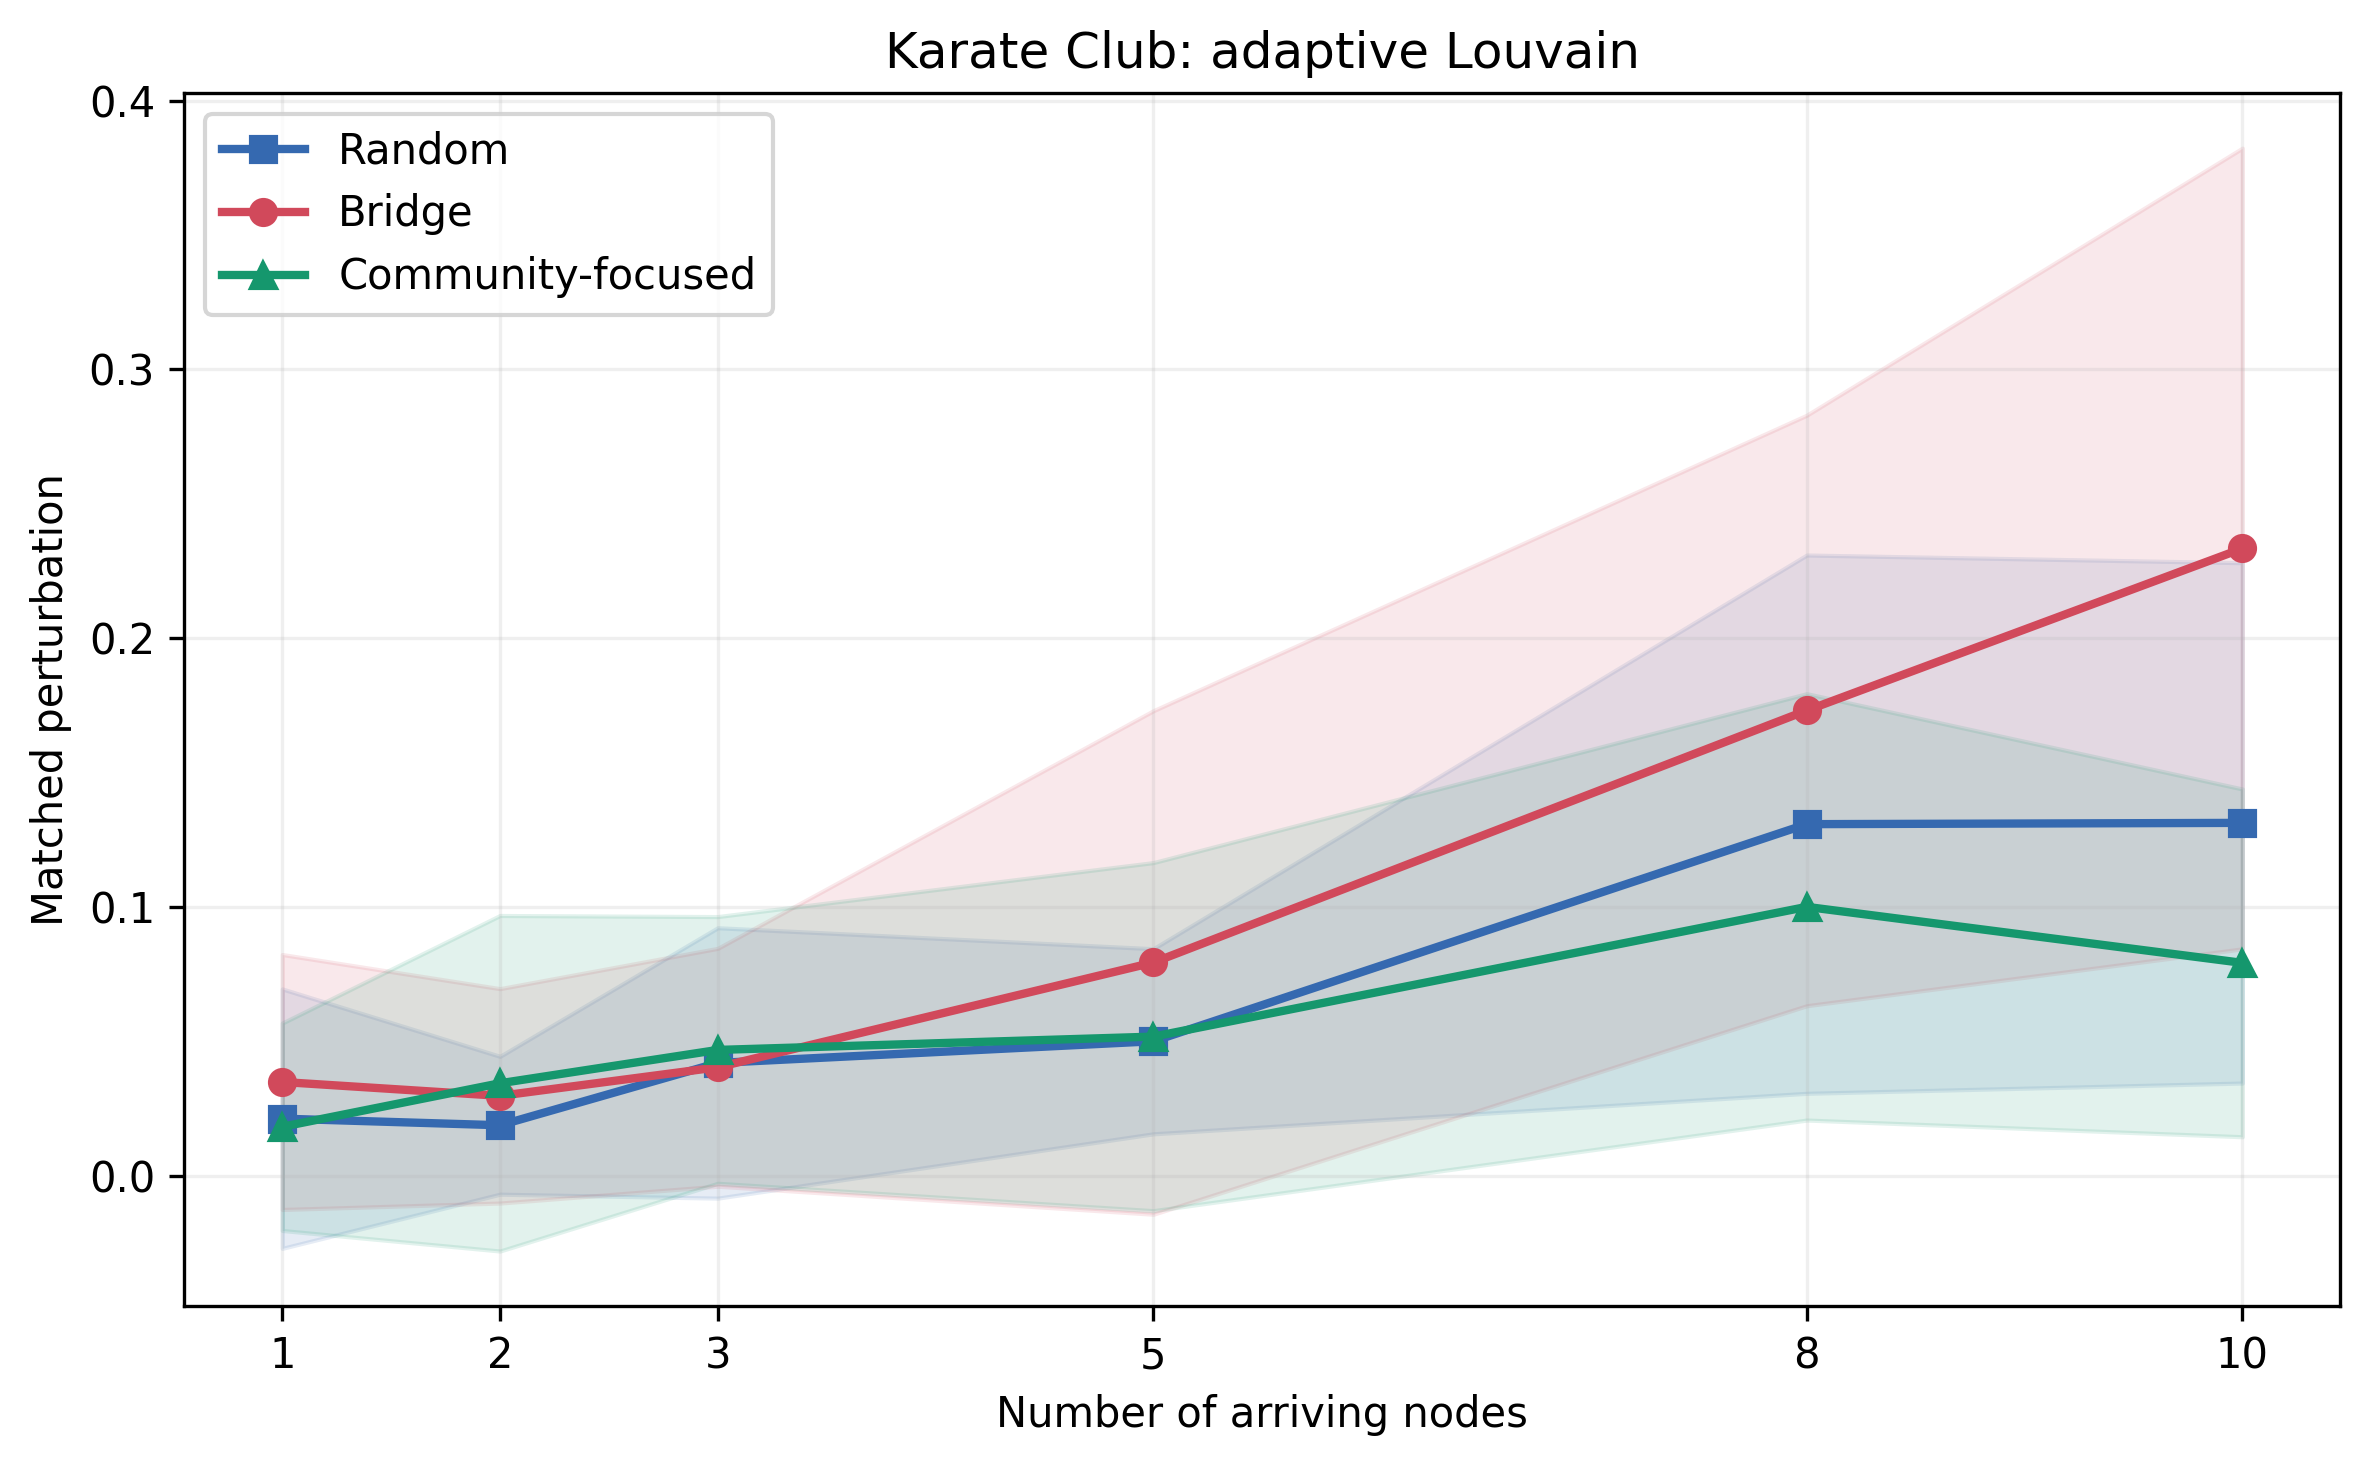 Karate Club: adaptive Louvain
Random
Bridge
Community-focused
Matched perturbation
0.4
0.3
0.2
0.1
0.0
1 2 3 5 8 10
Number of arriving nodes